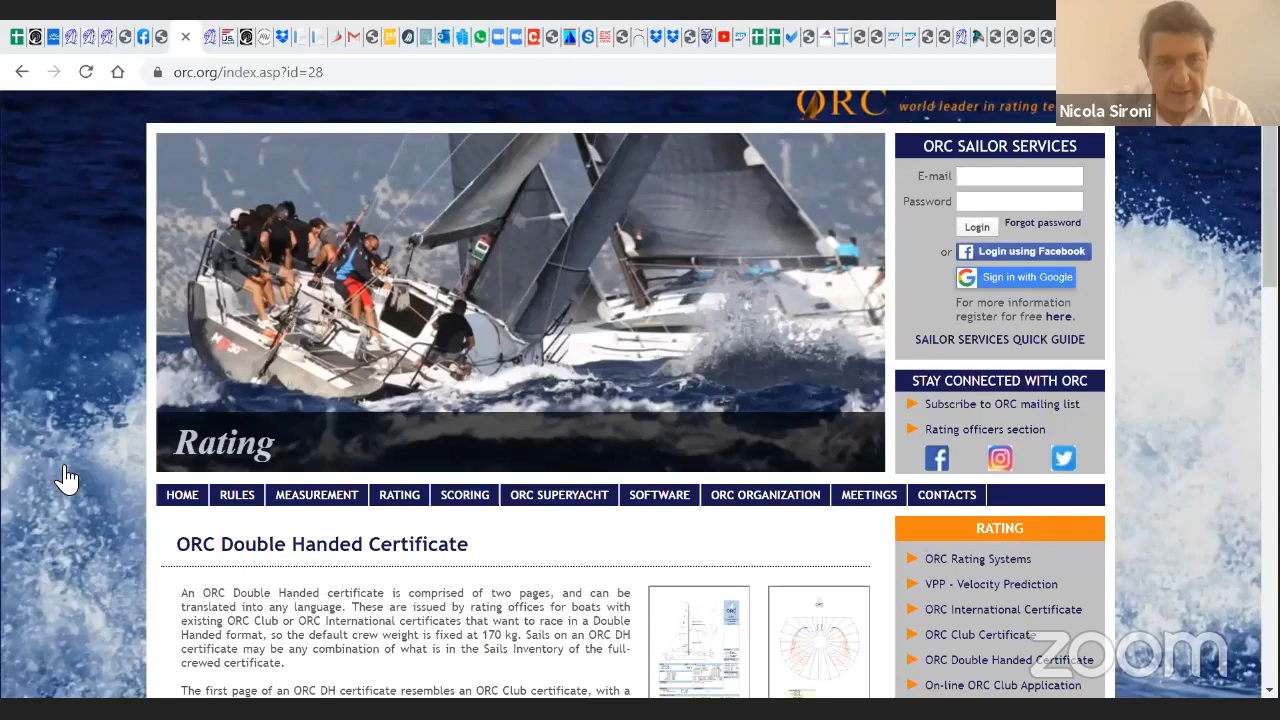 orc.org/index.asp?id=28
ORC world leader in rating te
Nicola Sironi
Rating
ORC SAILOR SERVICES
E-mail
Password
Login Forgot password
or Login using Facebook
Sign in with Google
For more information
register for free here.
SAILOR SERVICES QUICK GUIDE
STAY CONNECTED WITH ORC
Subscribe to ORC mailing list
Rating officers section
HOME RULES MEASUREMENT RATING SCORING ORC SUPERYACHT SOFTWARE ORC ORGANIZATION MEETINGS CONTACTS
ORC Double Handed Certificate
An ORC Double Handed certificate is comprised of two pages, and can be
translated into any language. These are issued by rating offices for boats with
existing ORC Club or ORC International certificates that want to race in a Double
Handed format, so the default crew weight is fixed at 170 kg. Sails on an ORC DH
certificate may be any combination of what is in the Sails Inventory of the full-
crewed certificate.
The first page of an ORC DH certificate resembles an ORC Club certificate, with a
RATING
ORC Rating Systems
VPP - Velocity Prediction
ORC International Certificate
ORC Club Certificate
ORC Double Handed Certificate
On-line ORC Club Application
zoom